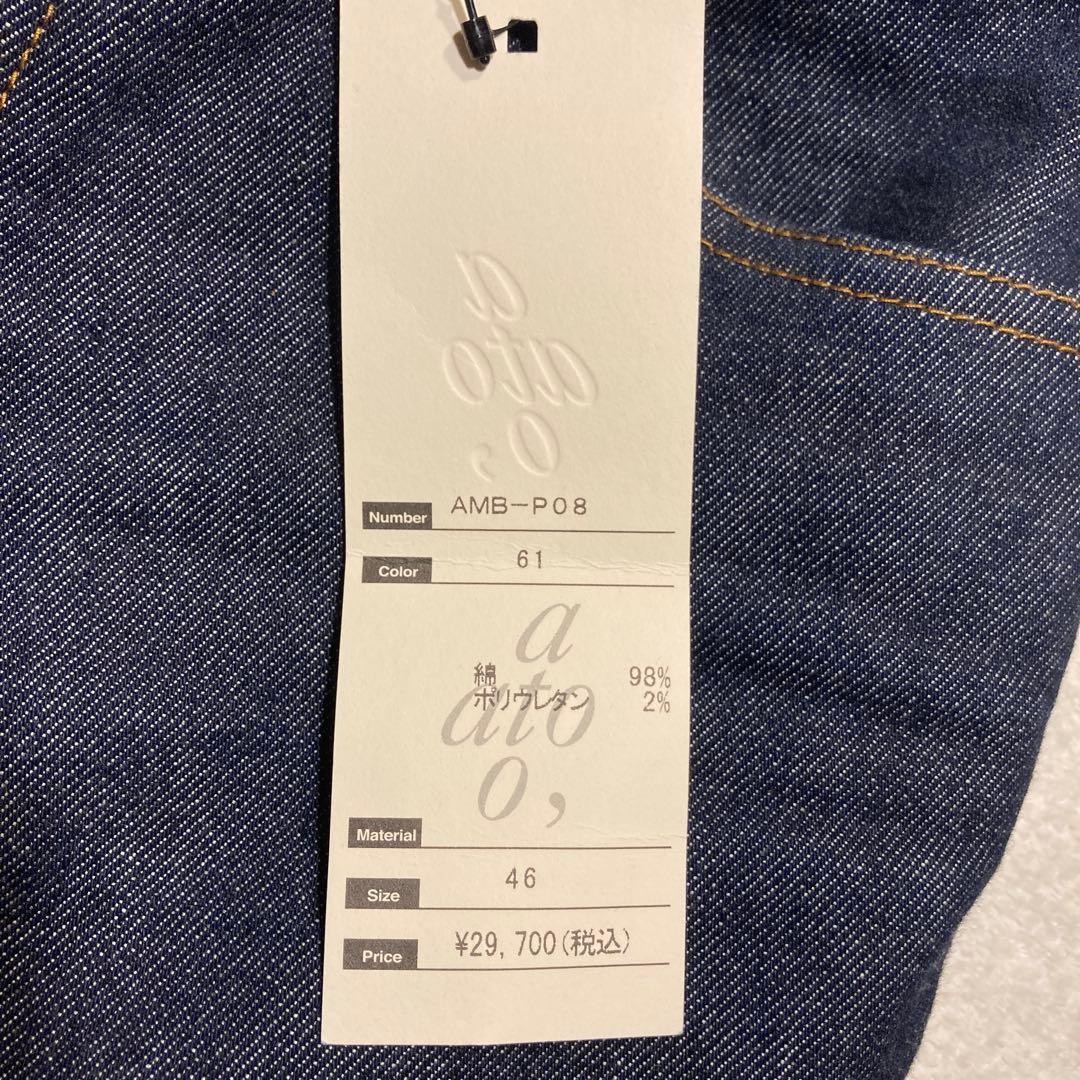 a
ato
o,
Number AMB-P08
Color 61
a
綿 98%
ポリウレタン 2%
ato
o,
Material
Size 46
Price ¥29,700(税込)